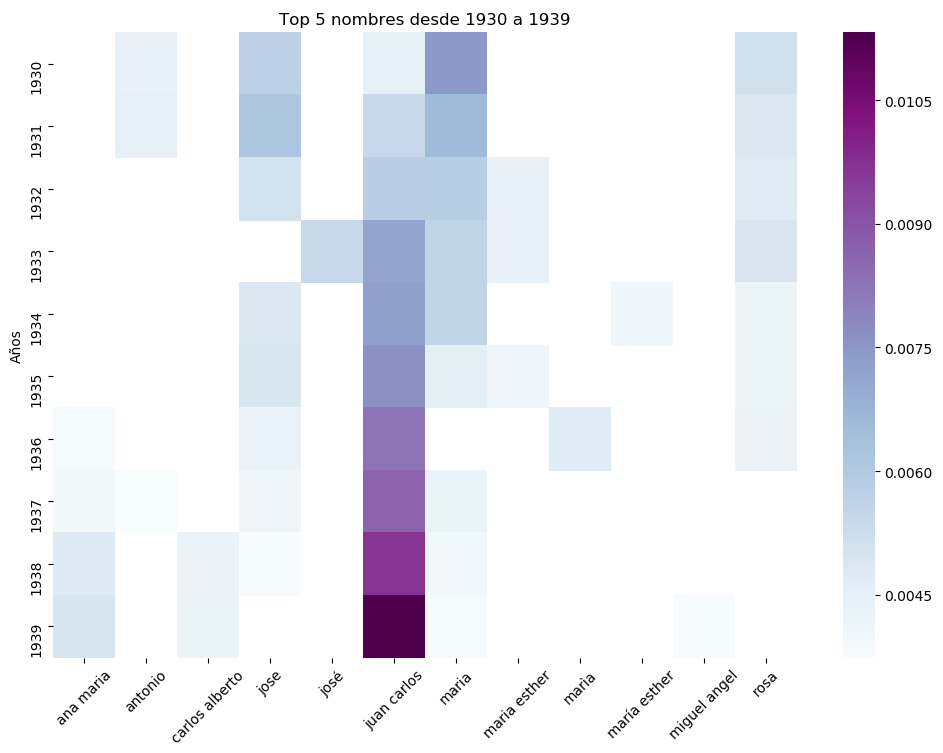 Top 5 nombres desde 1930 a 1939
Años
1930
1931
1932
1933
1934
1935
1936
1937
1938
1939
ana maria
antonio
carlos alberto
jose
josé
juan carlos
maria
maria esther
maría
maría esther
miguel angel
rosa
0.0105
0.0090
0.0075
0.0060
0.0045